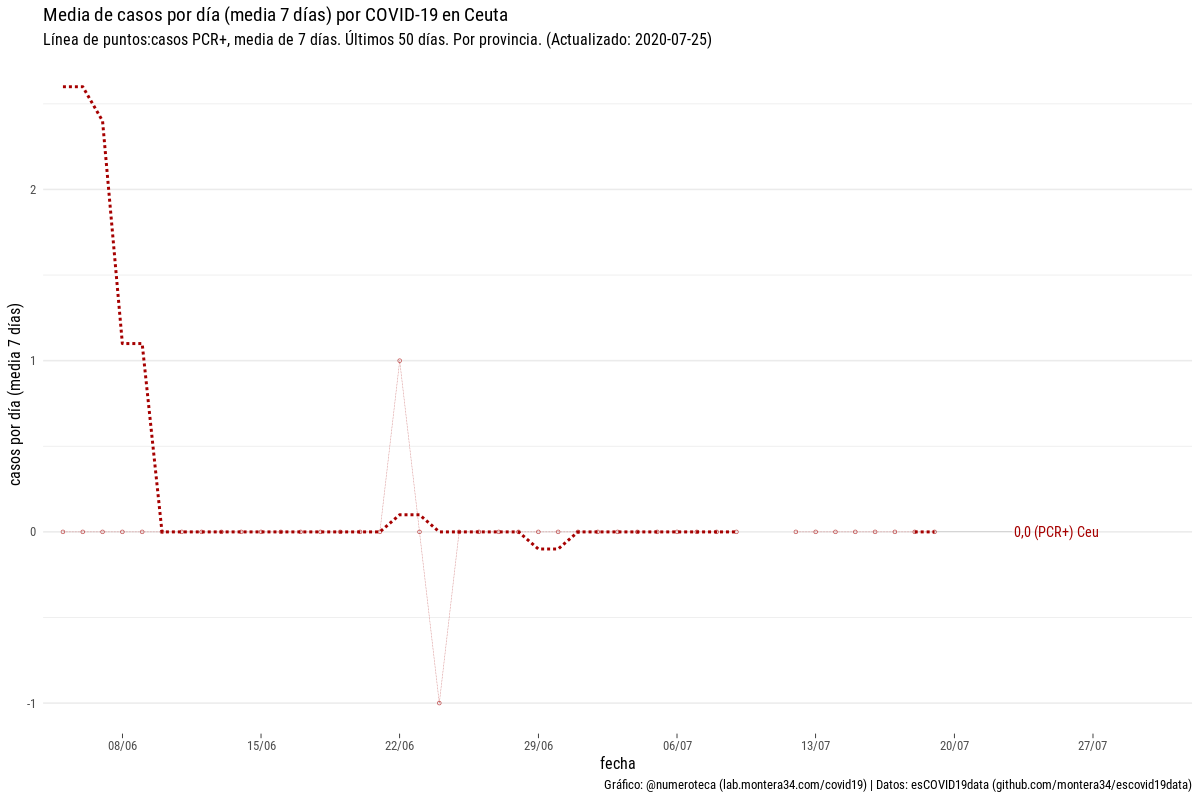 Media de casos por día (media 7 días) por COVID-19 en Ceuta
Línea de puntos:casos PCR+, media de 7 días. Últimos 50 días. Por provincia. (Actualizado: 2020-07-25)
casos por día (media 7 días)
2
1
0
-1
0,0 (PCR+) Ceu
08/06
15/06
22/06
29/06
06/07
13/07
20/07
27/07
fecha
Gráfico: @numeroteca (lab.montera34.com/covid19) | Datos: esCOVID19data (github.com/montera34/escovid19data)